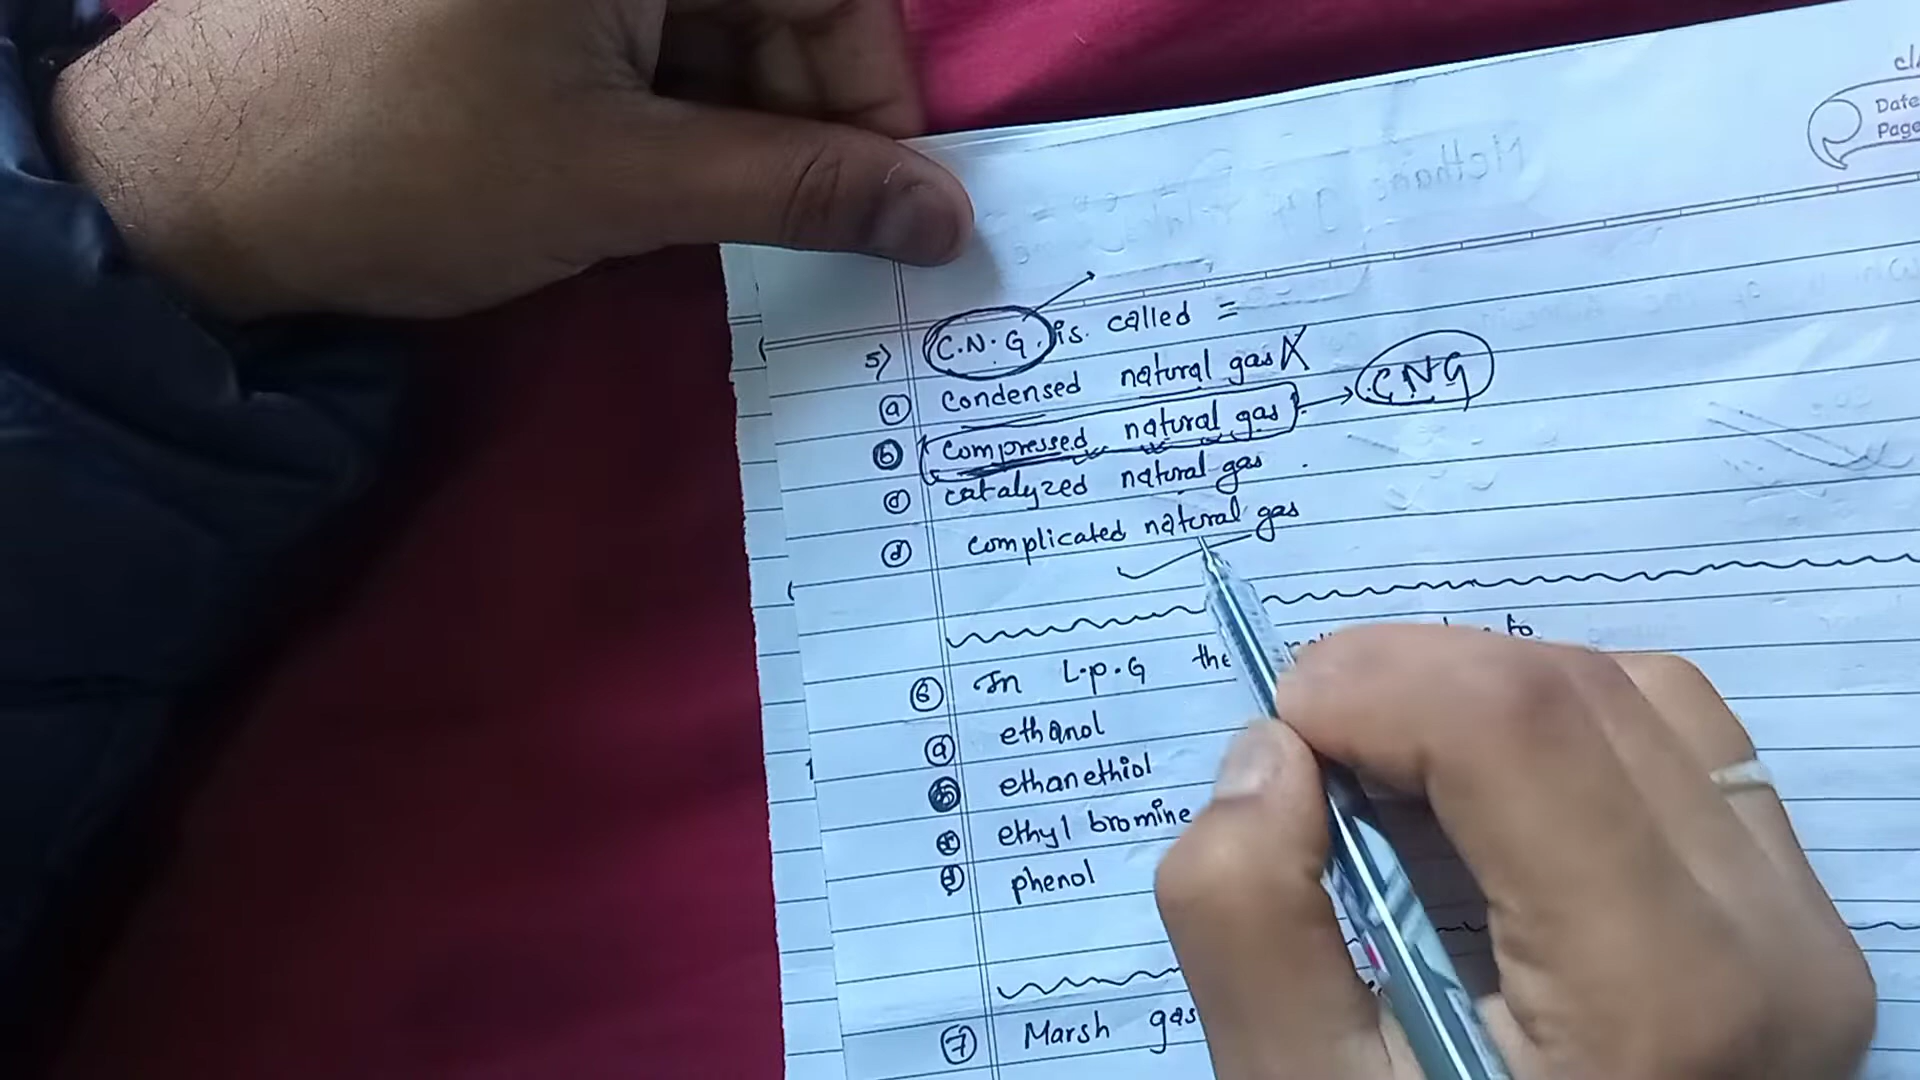 Date
Page
5) C.N.G. is called =
(a) Condensed natural gas X
(b) compressed natural gas → CNG
(c) catalyzed natural gas
(d) complicated natural gas
(6) In L.P.G the to
(a) ethanol
(b) ethanethiol
(c) ethyl bromine
(d) phenol
(7) Marsh gas